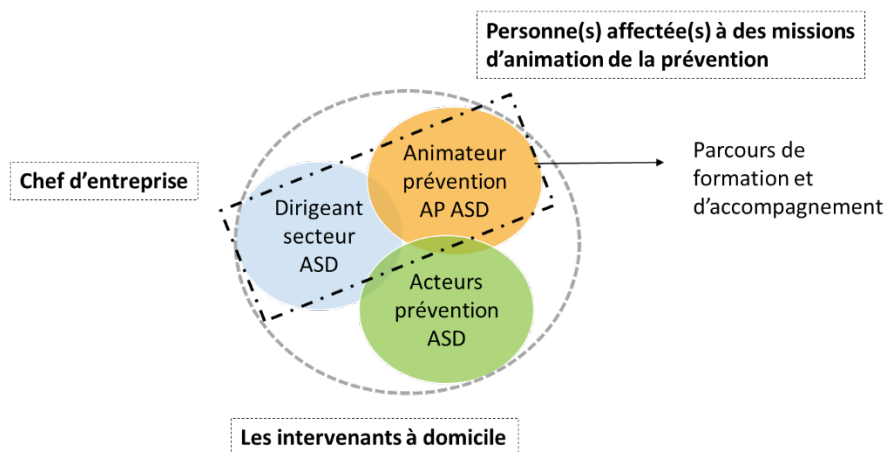 Personne(s) affectée(s) à des missions
d’animation de la prévention
Chef d’entreprise
Animateur
prévention
AP ASD
Parcours de
formation et
d’accompagnement
Dirigeant
secteur
ASD
Acteurs
prévention
ASD
Les intervenants à domicile